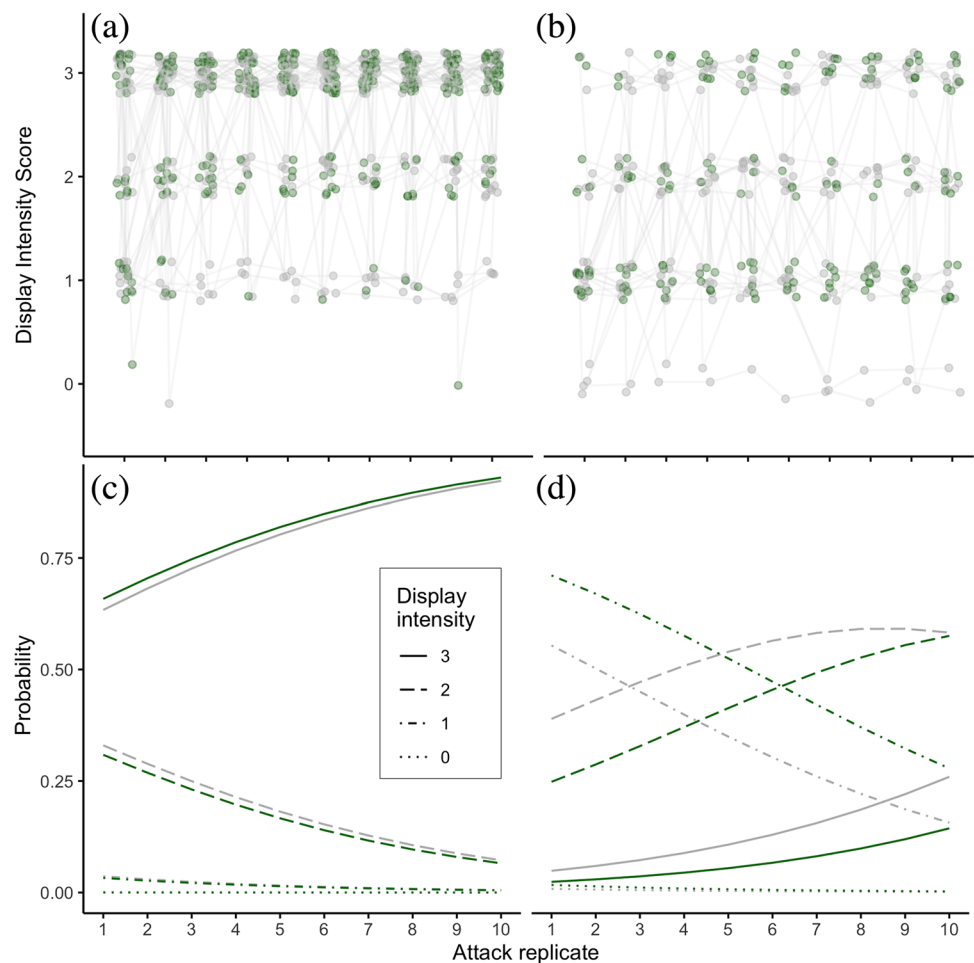 (a)
(b)
Display Intensity Score
3
2
1
0
(c)
(d)
Probability
0.75
0.50
0.25
0.00
Display
intensity
3
2
1
0
1 2 3 4 5 6 7 8 9 10
1 2 3 4 5 6 7 8 9 10
Attack replicate